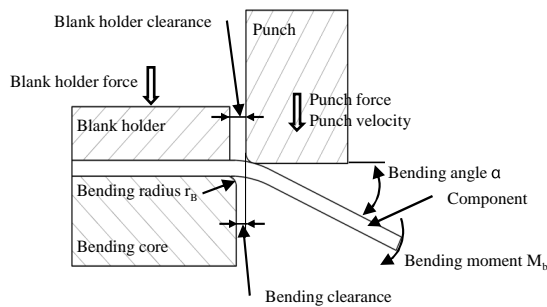 Blank holder clearance
Punch
Blank holder force
Punch force
Punch velocity
Blank holder
Bending angle α
Bending radius r_B
Component
Bending core
Bending moment M_b
Bending clearance